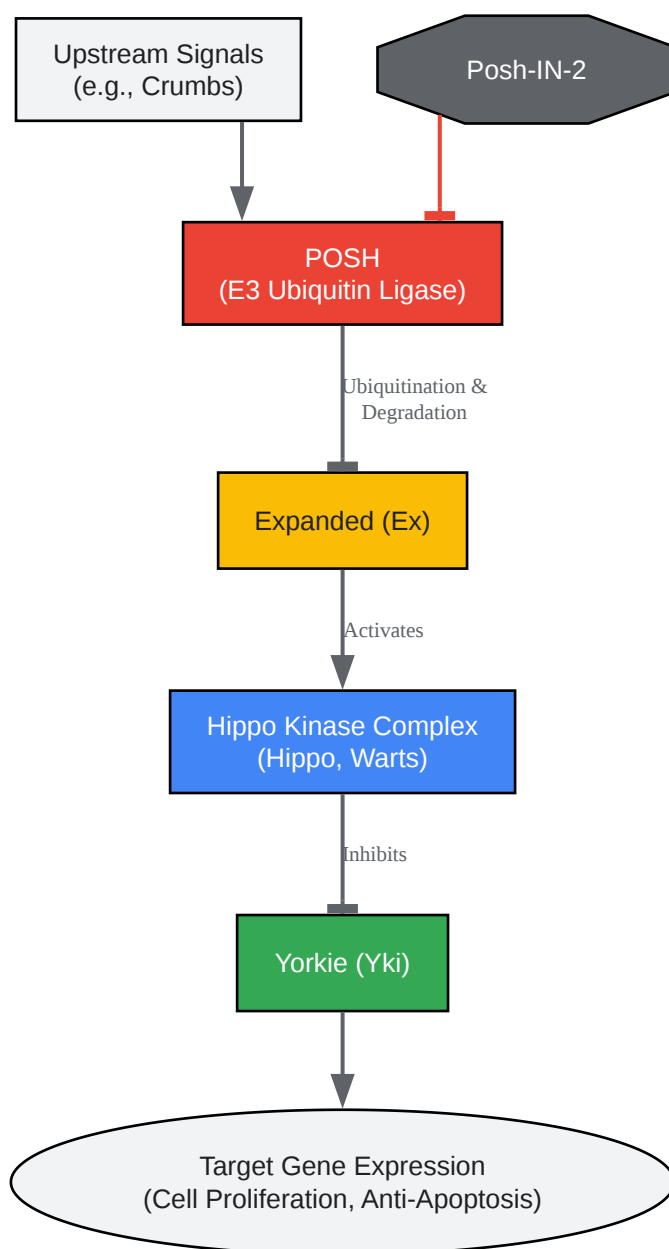 Upstream Signals
(e.g., Crumbs)
Posh-IN-2
POSH
(E3 Ubiquitin Ligase)
Ubiquitination &
Degradation
Expanded (Ex)
Activates
Hippo Kinase Complex
(Hippo, Warts)
Inhibits
Yorkie (Yki)
Target Gene Expression
(Cell Proliferation, Anti-Apoptosis)